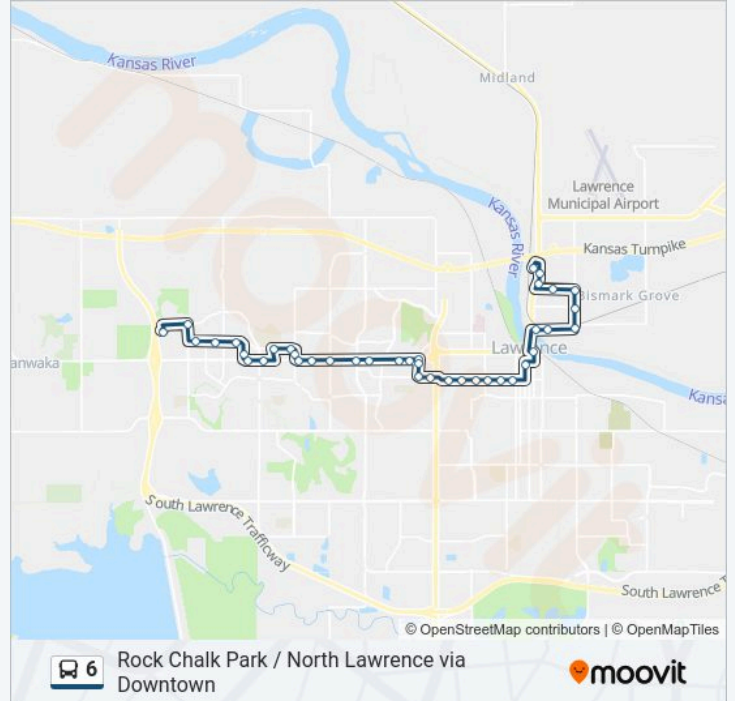 Kansas River
Midland
Lawrence
Municipal Airport
Kansas River
Kansas Turnpike
Bismark Grove
Lawrence
anwaka
Kansa
South Lawrence Trafficway
South Lawrence T
© OpenStreetMap contributors | © OpenMapTiles
6
Rock Chalk Park / North Lawrence via
Downtown
moovit
moovit